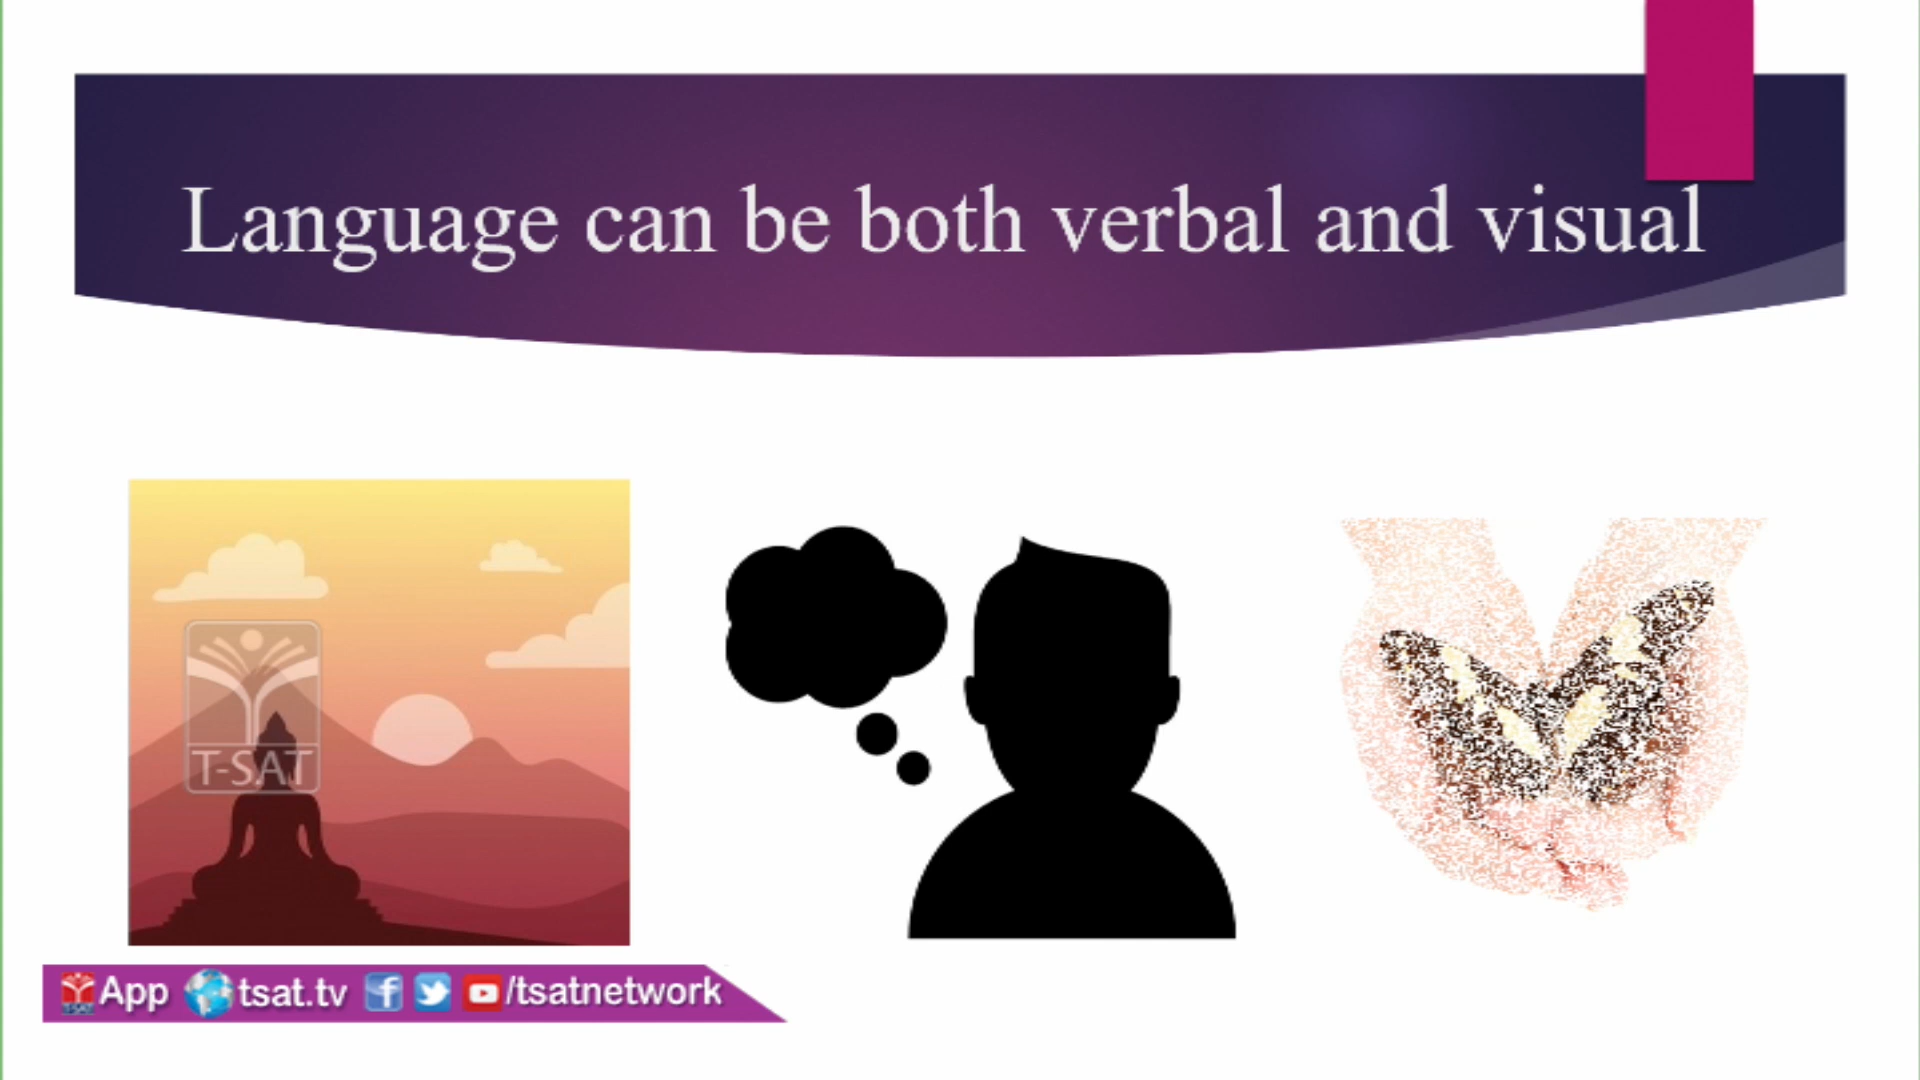 Language can be both verbal and visual
T-SAT
App tsat.tv /tsatnetwork